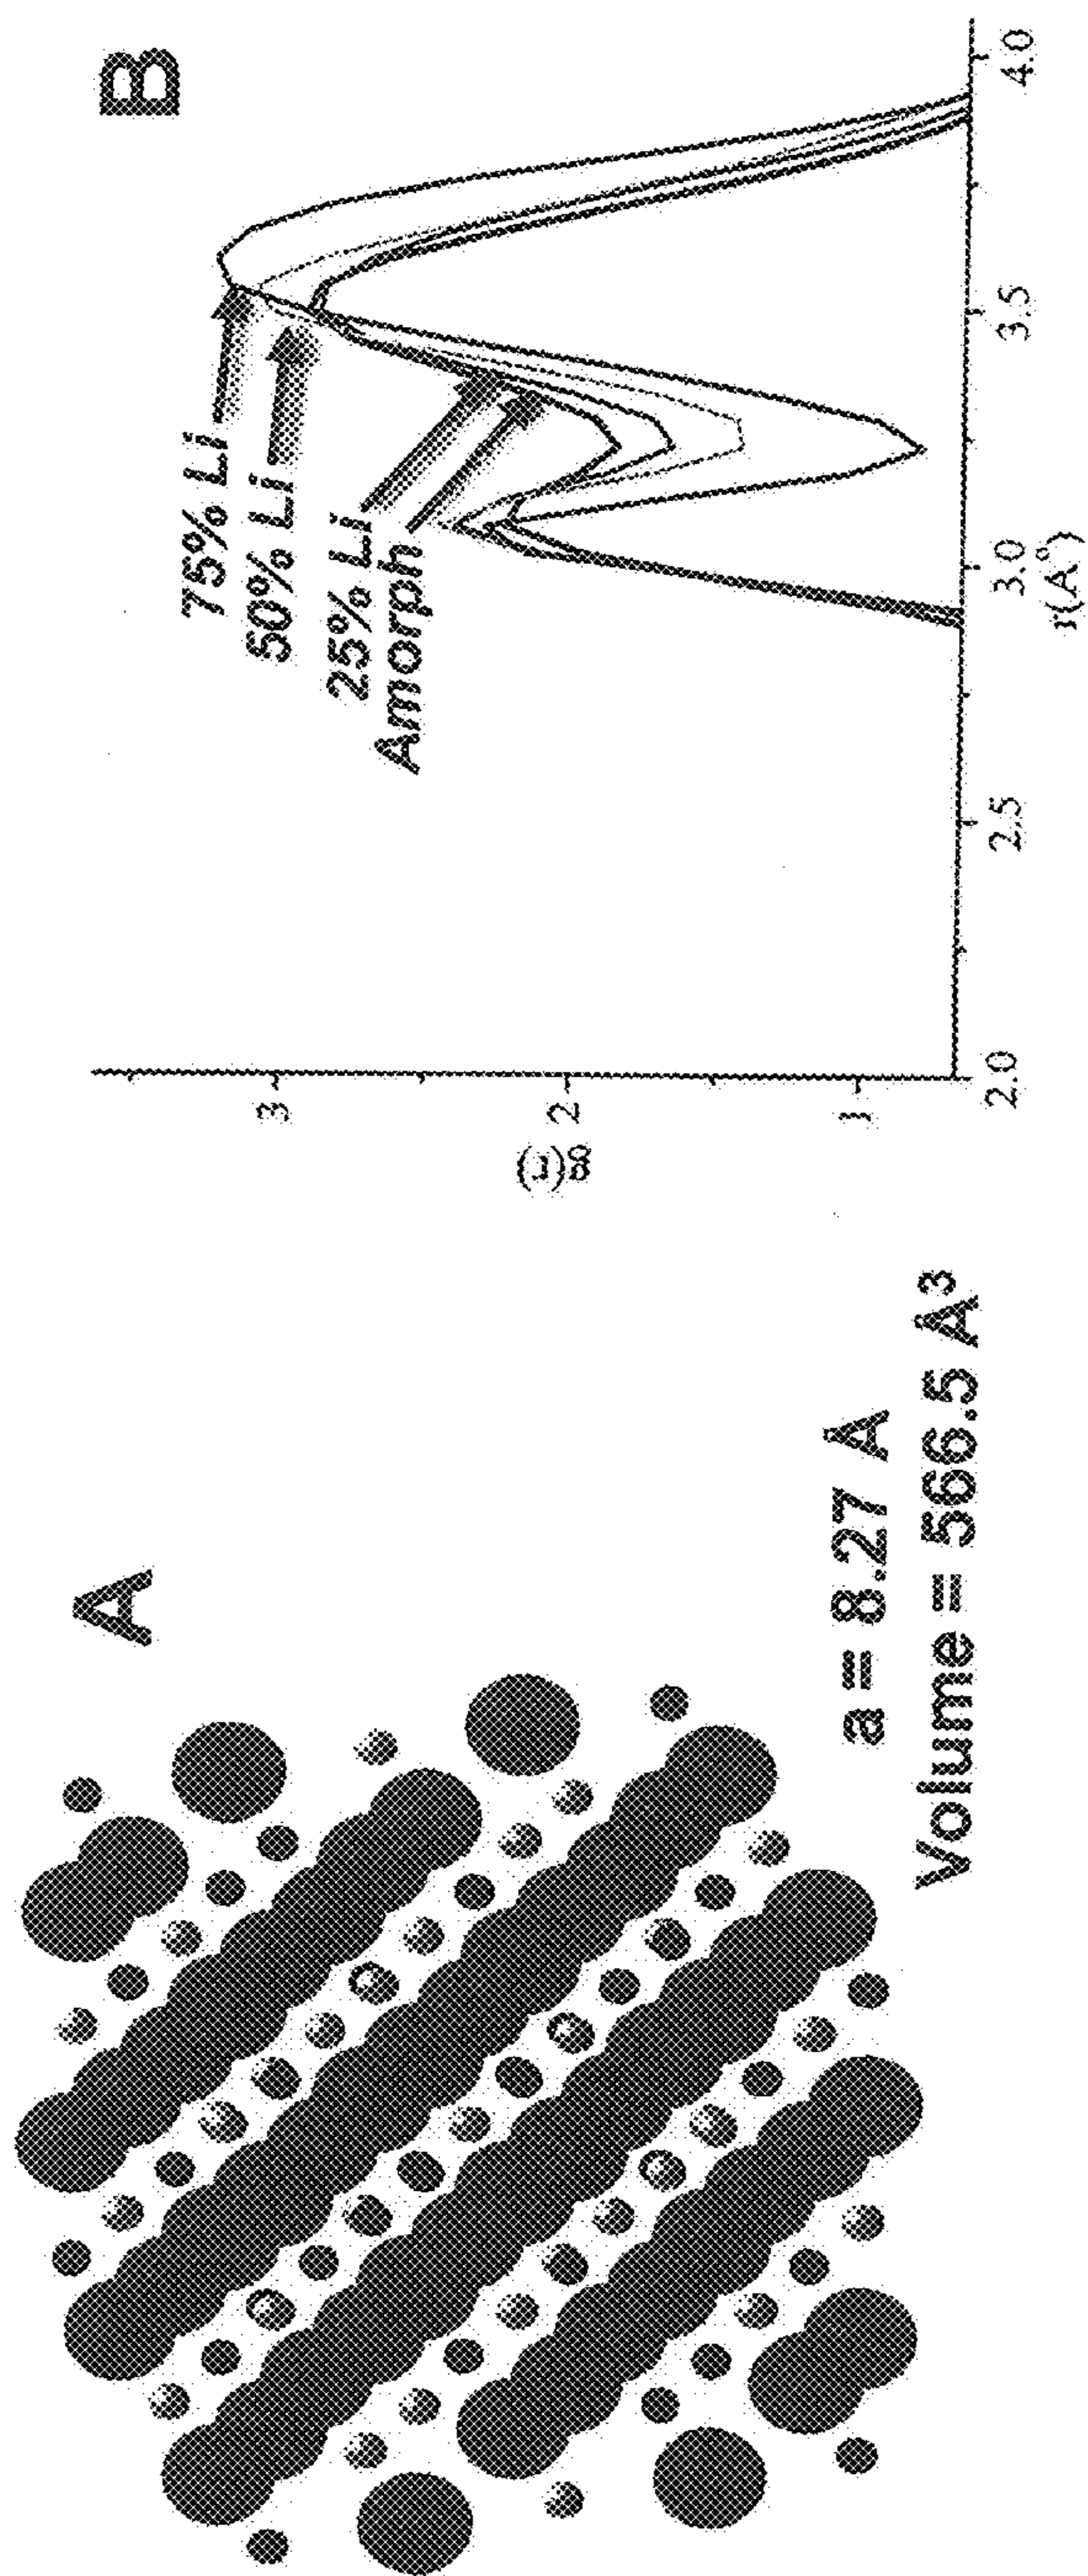 A
a = 8.27 Å
Volume = 566.5 Å³
B
75% Li
50% Li
25% Li
Amorph
g(r)
3
2
1
2.0
2.5
3.0
3.5
4.0
r(A°)